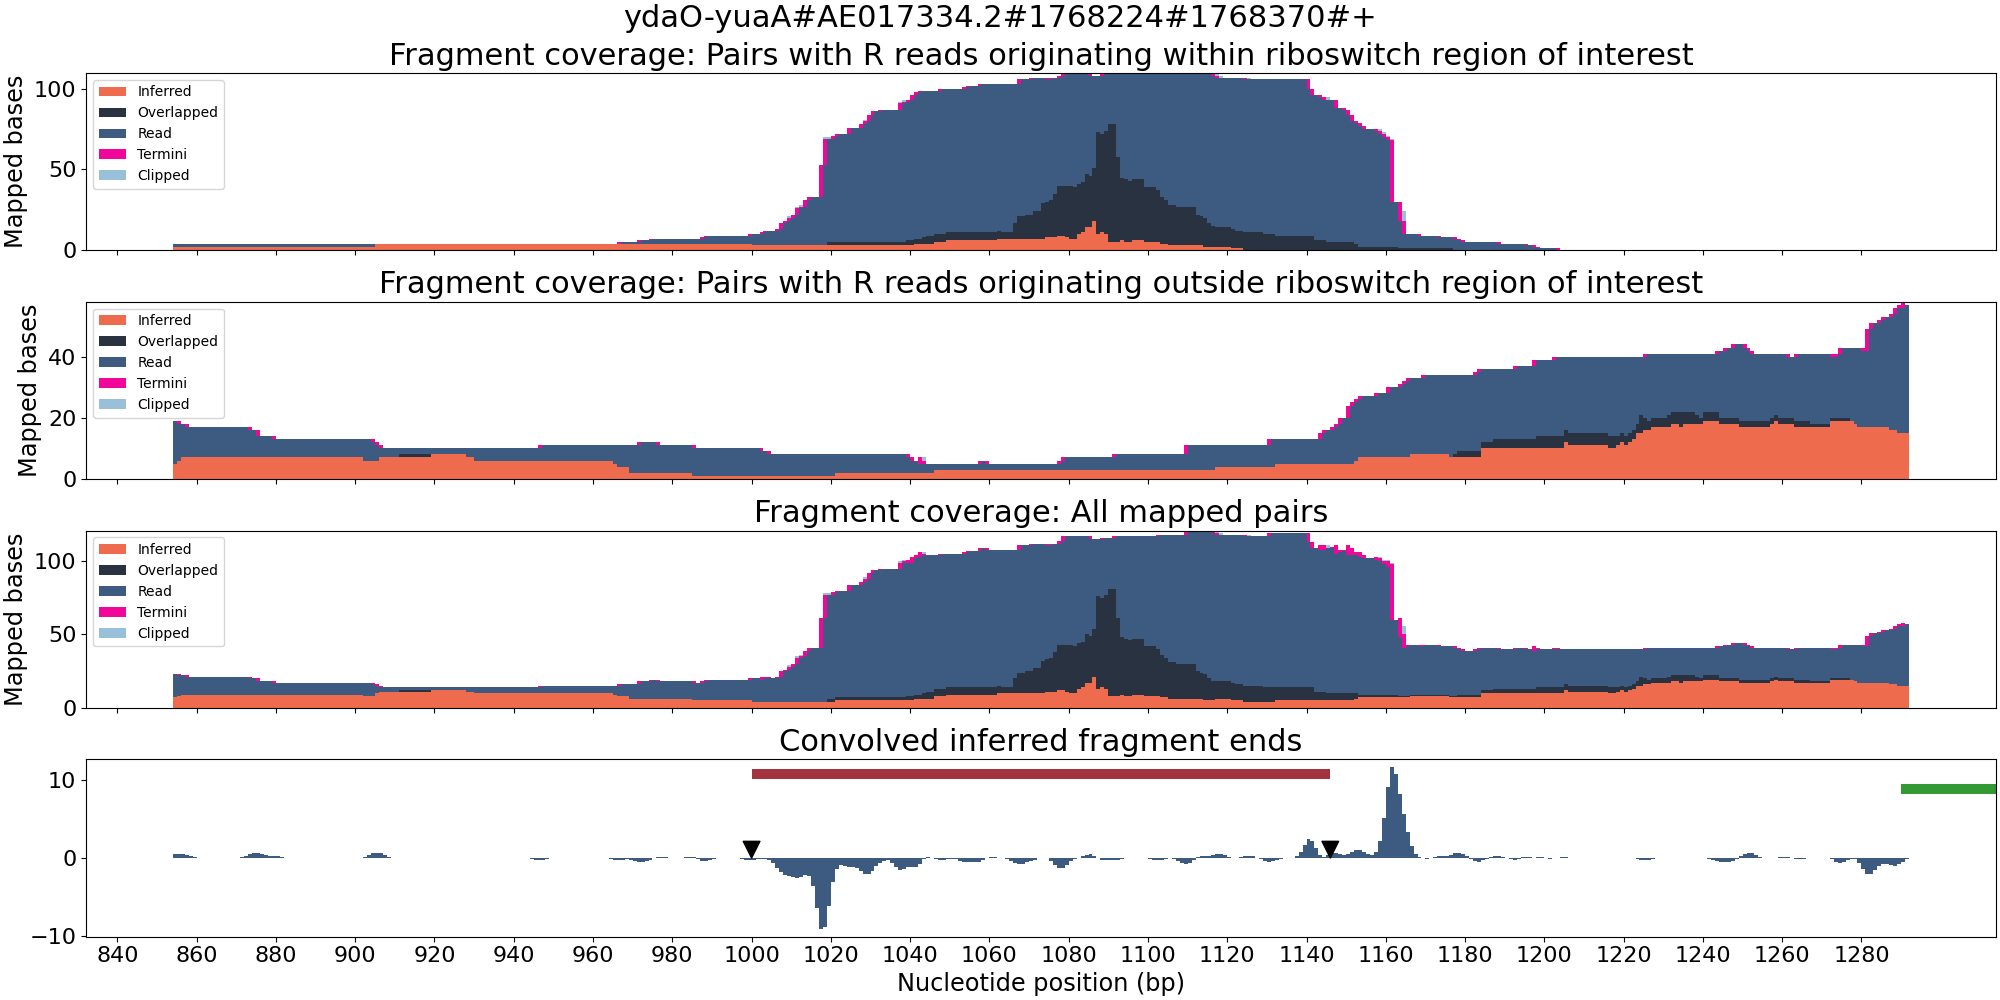 ydaO-yuaA#AE017334.2#1768224#1768370#+
Fragment coverage: Pairs with R reads originating within riboswitch region of interest
Mapped bases
100
50
0
Inferred
Overlapped
Read
Termini
Clipped
Fragment coverage: Pairs with R reads originating outside riboswitch region of interest
Mapped bases
40
20
0
Inferred
Overlapped
Read
Termini
Clipped
Fragment coverage: All mapped pairs
Mapped bases
100
50
0
Inferred
Overlapped
Read
Termini
Clipped
Convolved inferred fragment ends
10
0
−10
840 860 880 900 920 940 960 980 1000 1020 1040 1060 1080 1100 1120 1140 1160 1180 1200 1220 1240 1260 1280
Nucleotide position (bp)